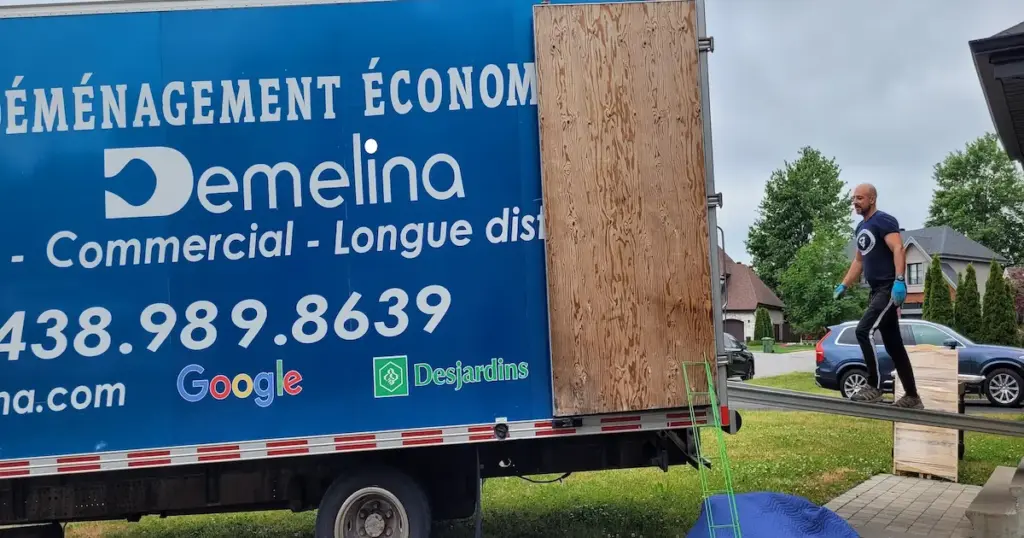 DÉMÉNAGEMENT ÉCONOM
Demelina
- Commercial - Longue dist
438.989.8639
na.com Google Desjardins